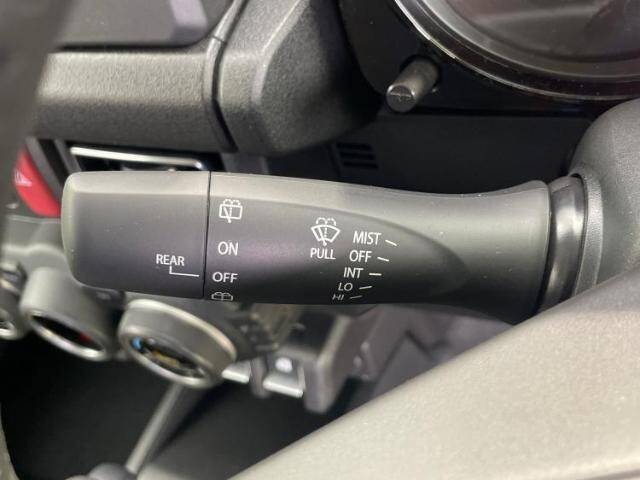 REAR
ON
OFF
PULL
MIST
OFF
INT
LO
HI